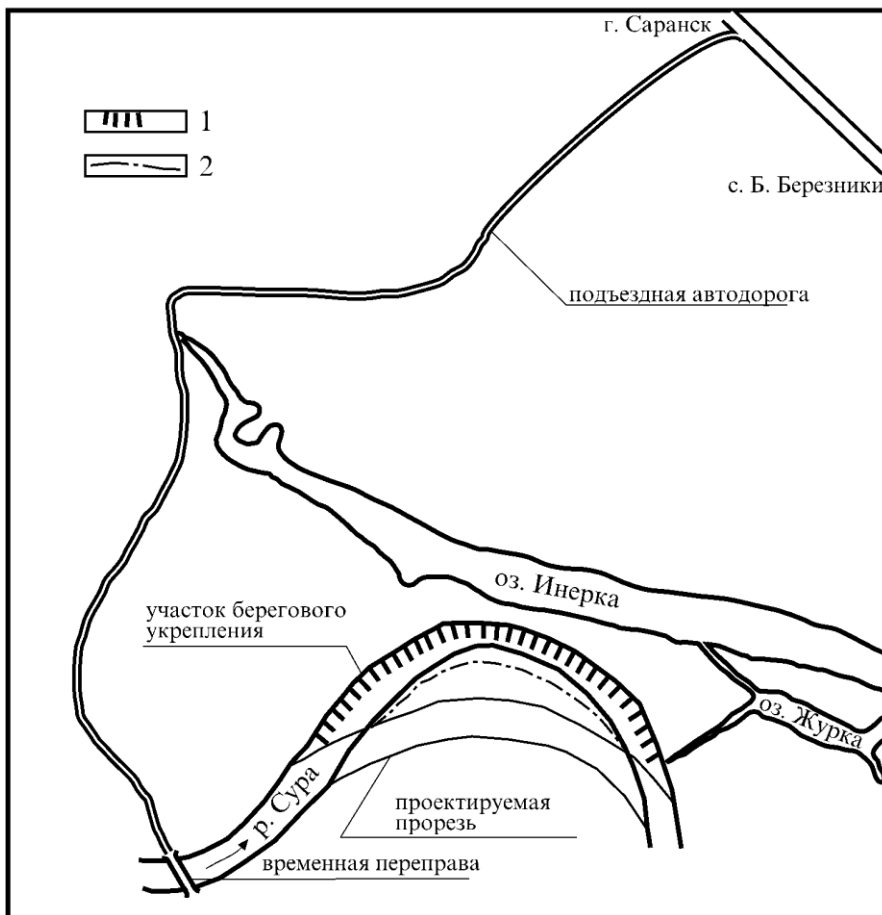 г. Саранск
1
2
с. Б. Березники
подъездная автодорога
оз. Инерка
участок берегового
укрепления
оз. Журка
р. Сура
проектируемая
прорезь
временная переправа